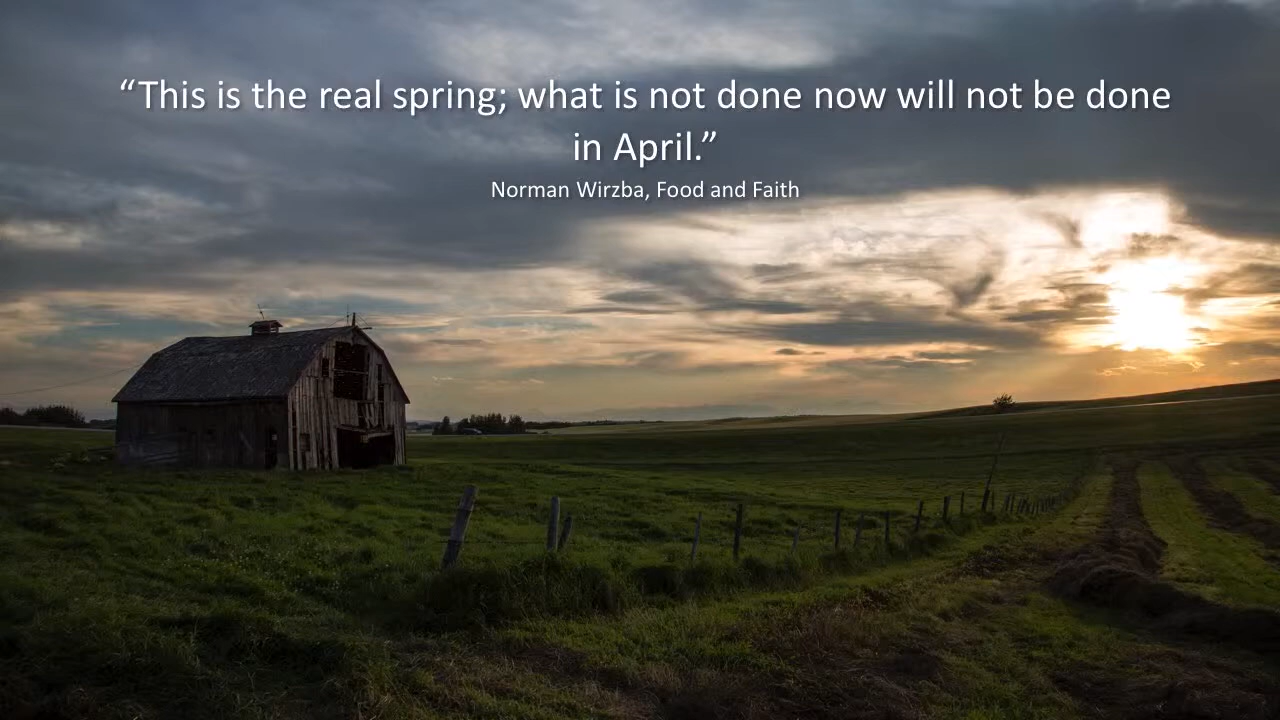 “This is the real spring; what is not done now will not be done
in April.”
Norman Wirzba, Food and Faith